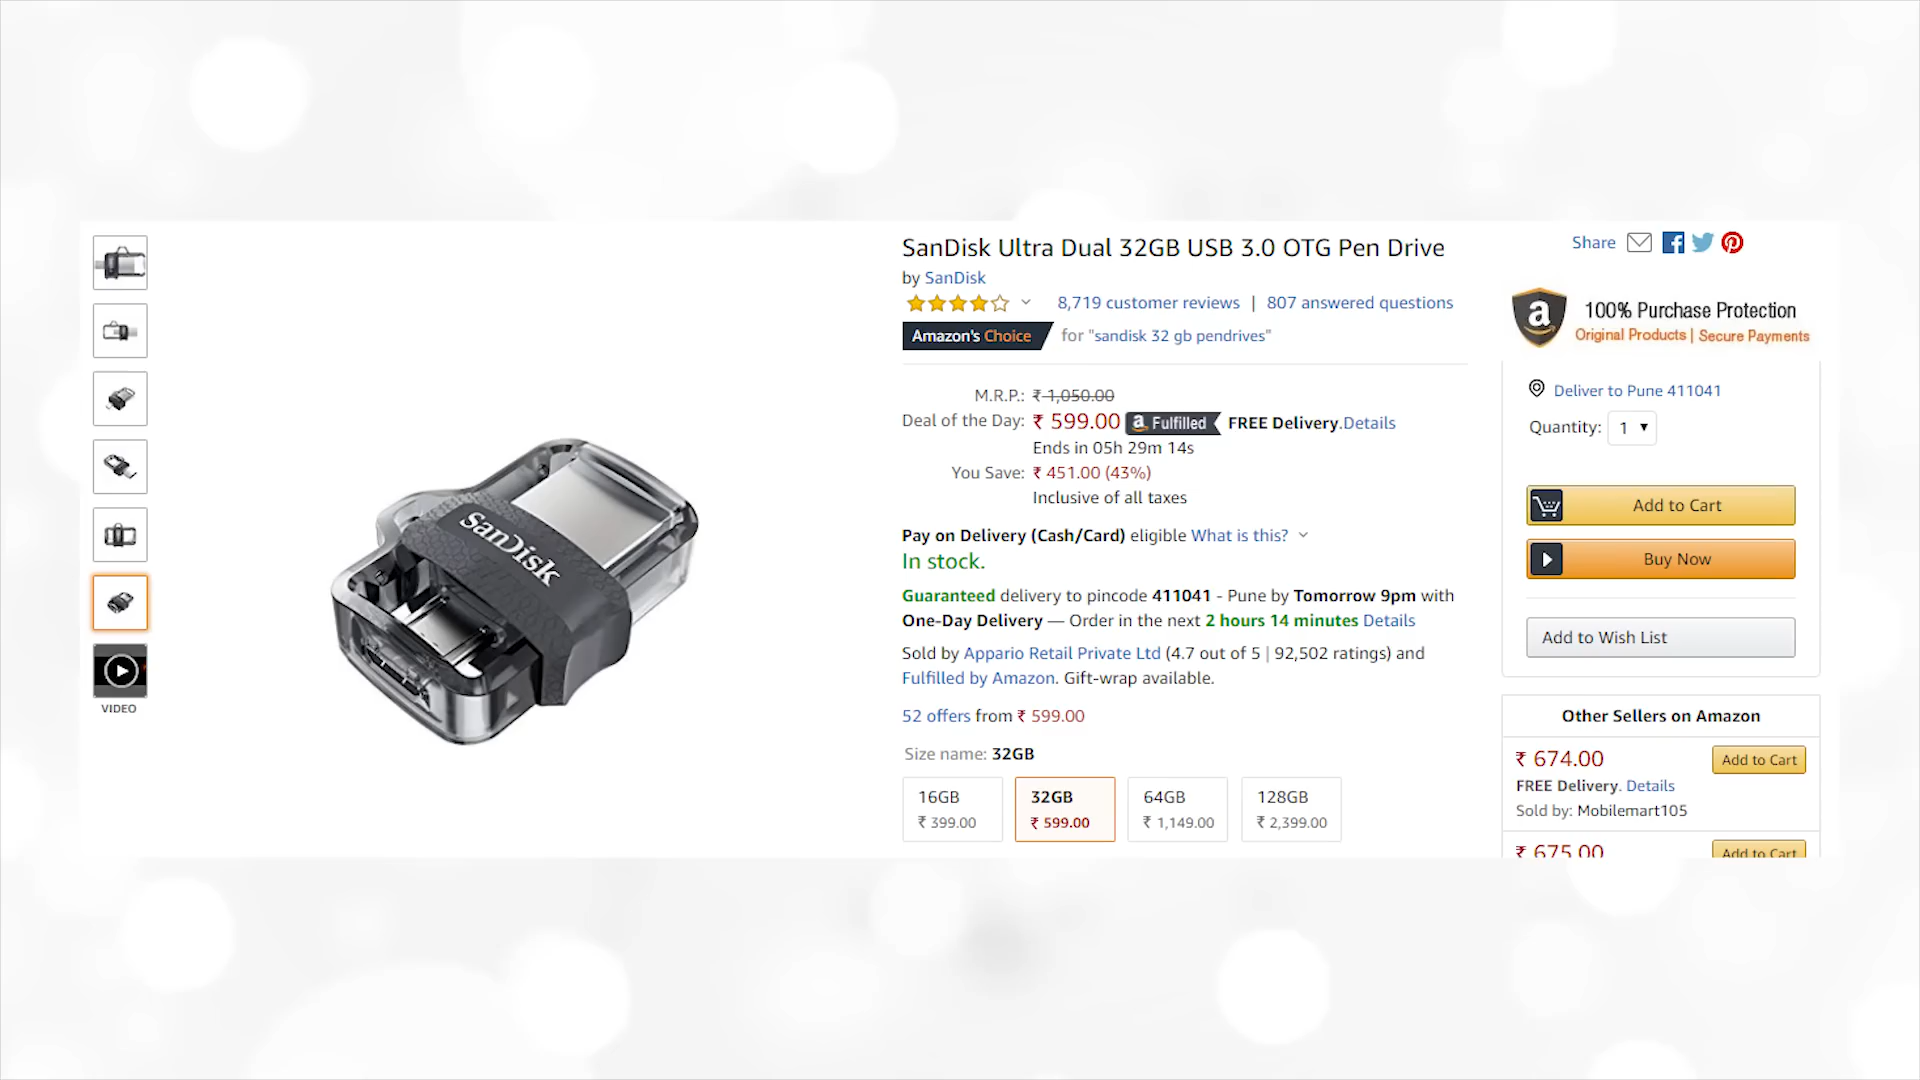 SanDisk
VIDEO
SanDisk Ultra Dual 32GB USB 3.0 OTG Pen Drive
by SanDisk
8,719 customer reviews | 807 answered questions
Amazon's Choice for "sandisk 32 gb pendrives"
M.R.P.: ₹ 1,050.00
Deal of the Day: ₹ 599.00 a Fulfilled FREE Delivery.Details
Ends in 05h 29m 14s
You Save: ₹ 451.00 (43%)
Inclusive of all taxes
Pay on Delivery (Cash/Card) eligible What is this?
In stock.
Guaranteed delivery to pincode 411041 - Pune by Tomorrow 9pm with
One-Day Delivery — Order in the next 2 hours 14 minutes Details
Sold by Appario Retail Private Ltd (4.7 out of 5 | 92,502 ratings) and
Fulfilled by Amazon. Gift-wrap available.
52 offers from ₹ 599.00
Size name: 32GB
16GB 32GB 64GB 128GB
₹ 399.00 ₹ 599.00 ₹ 1,149.00 ₹ 2,399.00
Share
a 100% Purchase Protection
Original Products | Secure Payments
Deliver to Pune 411041
Quantity: 1
Add to Cart
Buy Now
Add to Wish List
Other Sellers on Amazon
₹ 674.00 Add to Cart
FREE Delivery. Details
Sold by: Mobilemart105
₹ 675.00 Add to Cart